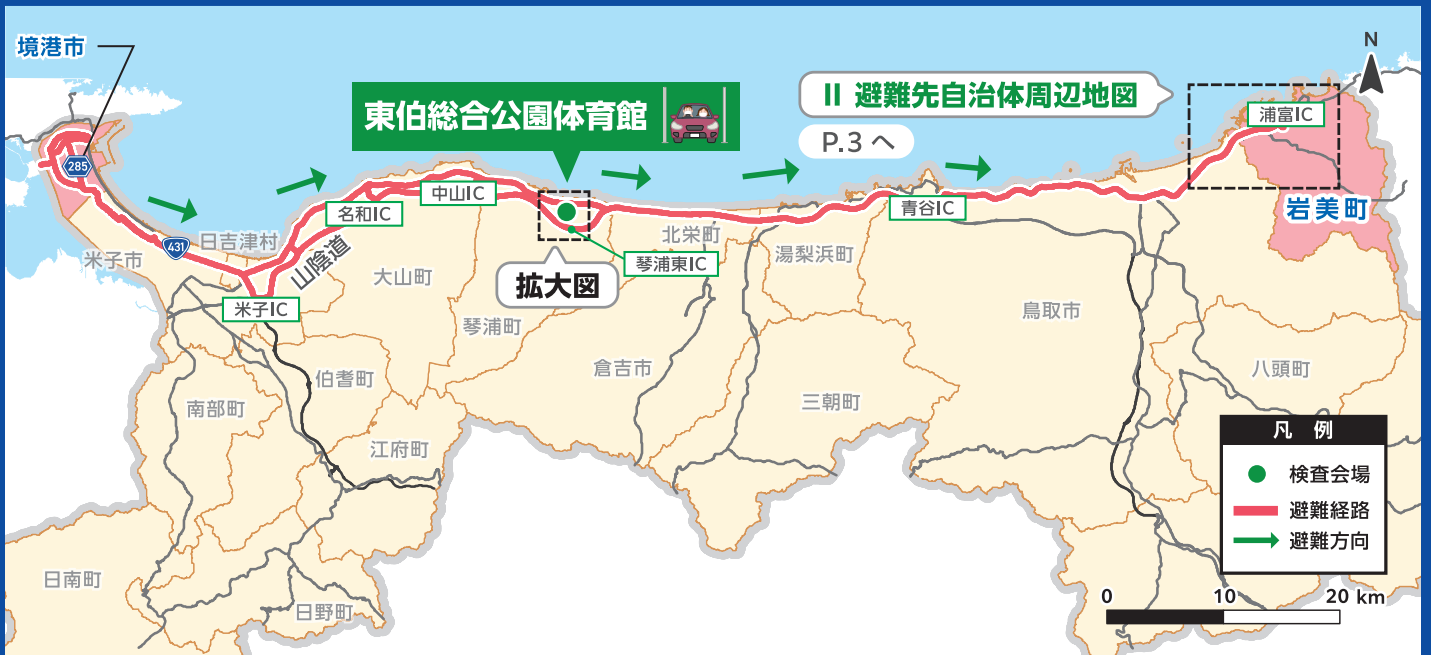 境港市
N
東伯総合公園体育館
II 避難先自治体周辺地図
P.3 へ
浦富IC
285
中山IC
名和IC
青谷IC
岩美町
431
日吉津村
米子市
山陰道
北栄町
湯梨浜町
琴浦東IC
大山町
拡大図
米子IC
琴浦町
鳥取市
倉吉市
八頭町
伯耆町
南部町
三朝町
江府町
凡 例
検査会場
避難経路
避難方向
日南町
日野町
0 10 20 km